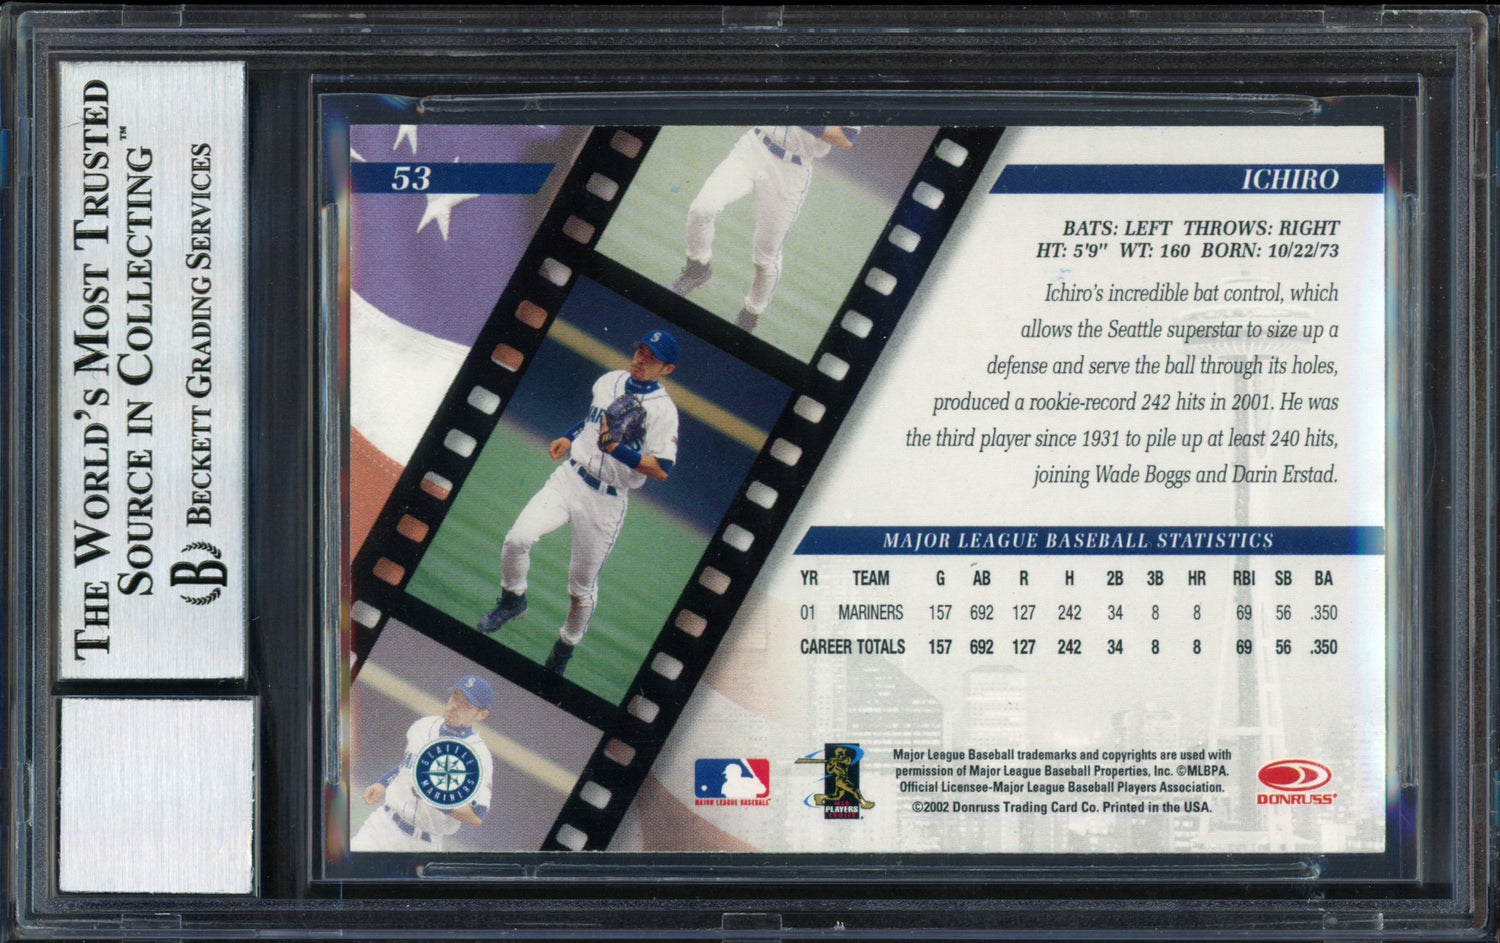 THE WORLD'S MOST TRUSTED
SOURCE IN COLLECTING™
BECKETT GRADING SERVICES
B
53
ICHIRO
BATS: LEFT THROWS: RIGHT
HT: 5'9" WT: 160 BORN: 10/22/73
Ichiro's incredible bat control, which
allows the Seattle superstar to size up a
defense and serve the ball through its holes,
produced a rookie-record 242 hits in 2001. He was
the third player since 1931 to pile up at least 240 hits,
joining Wade Boggs and Darin Erstad.
MAJOR LEAGUE BASEBALL STATISTICS
YR TEAM G AB R H 2B 3B HR RBI SB BA
01 MARINERS 157 692 127 242 34 8 8 69 56 .350
CAREER TOTALS 157 692 127 242 34 8 8 69 56 .350
S
S
SEATTLE
MARINERS
MAJOR LEAGUE BASEBALL
PLAYERS
CHOICE
Major League Baseball trademarks and copyrights are used with
permission of Major League Baseball Properties, Inc. ©MLBPA.
Official Licensee-Major League Baseball Players Association.
©2002 Donruss Trading Card Co. Printed in the USA.
DONRUSS